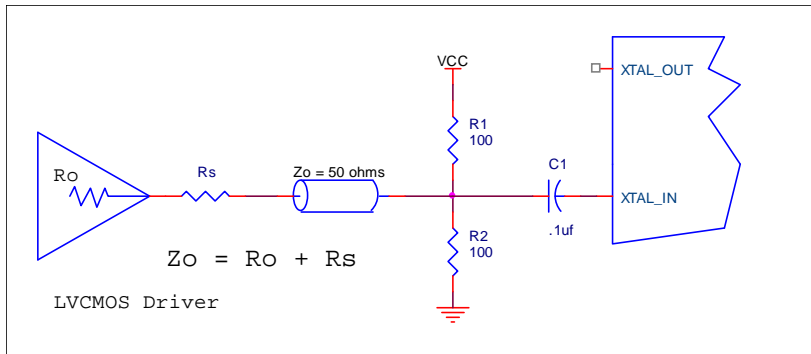 VCC
XTAL_OUT
R1
100
Ro
Rs
Zo = 50 ohms
C1
.1uf
XTAL_IN
R2
100
Zo = Ro + Rs
LVCMOS Driver